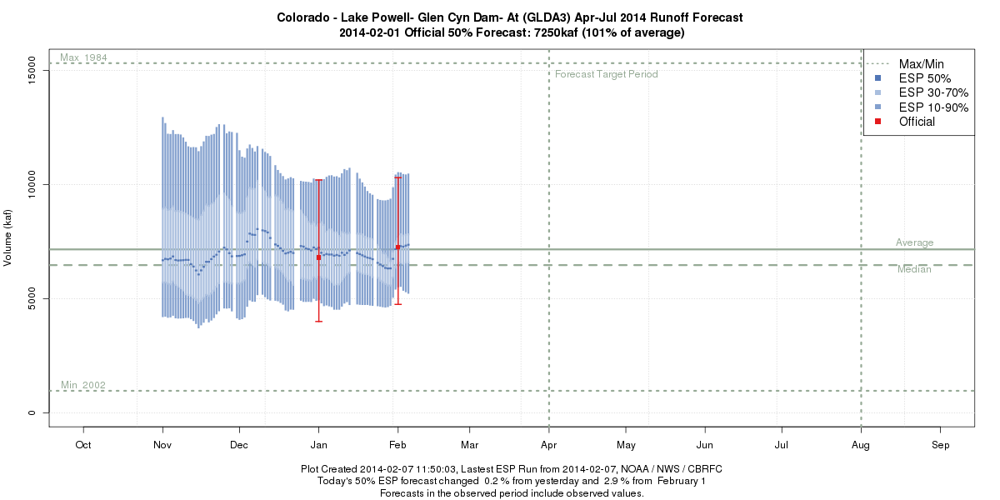 Colorado - Lake Powell- Glen Cyn Dam- At (GLDA3) Apr-Jul 2014 Runoff Forecast
2014-02-01 Official 50% Forecast: 7250kaf (101% of average)
Max 1984
Forecast Target Period
Max/Min
ESP 50%
ESP 30-70%
ESP 10-90%
Official
Average
Median
Min 2002
Volume (kaf)
15000
10000
5000
0
Oct Nov Dec Jan Feb Mar Apr May Jun Jul Aug Sep
Plot Created 2014-02-07 11:50:03, Lastest ESP Run from 2014-02-07, NOAA / NWS / CBRFC
Today's 50% ESP forecast changed 0.2 % from yesterday and 2.9 % from February 1
Forecasts in the observed period include observed values.